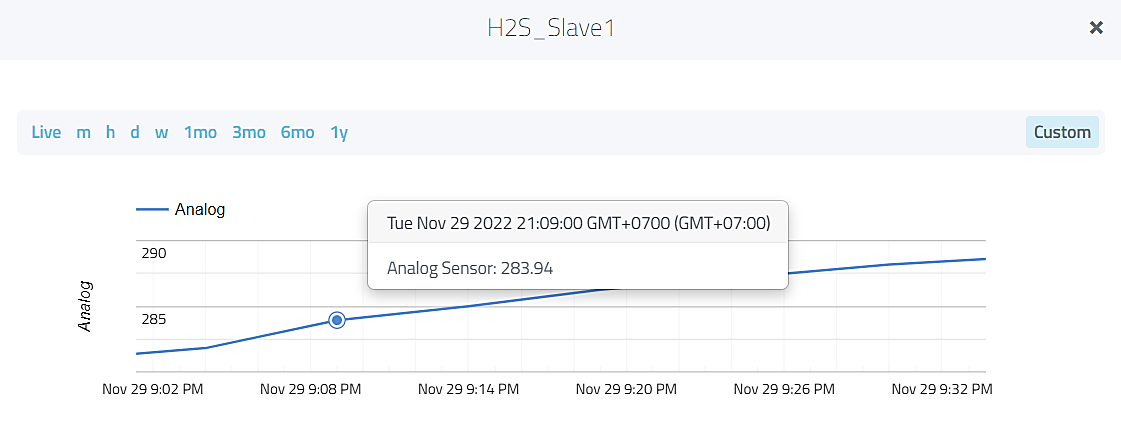 H2S_Slave1
Live m h d w 1mo 3mo 6mo 1y Custom
Analog
Tue Nov 29 2022 21:09:00 GMT+0700 (GMT+07:00)
Analog Sensor: 283.94
290
285
Analog
Nov 29 9:02 PM Nov 29 9:08 PM Nov 29 9:14 PM Nov 29 9:20 PM Nov 29 9:26 PM Nov 29 9:32 PM